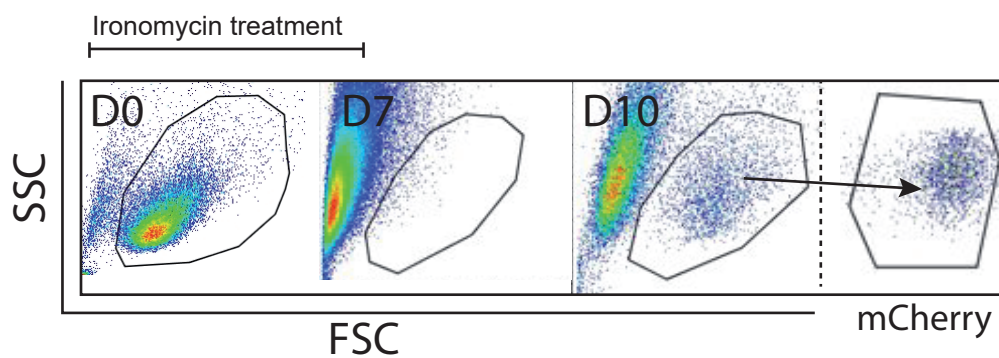 Ironomycin treatment
D0
D7
D10
SSC
FSC
mCherry